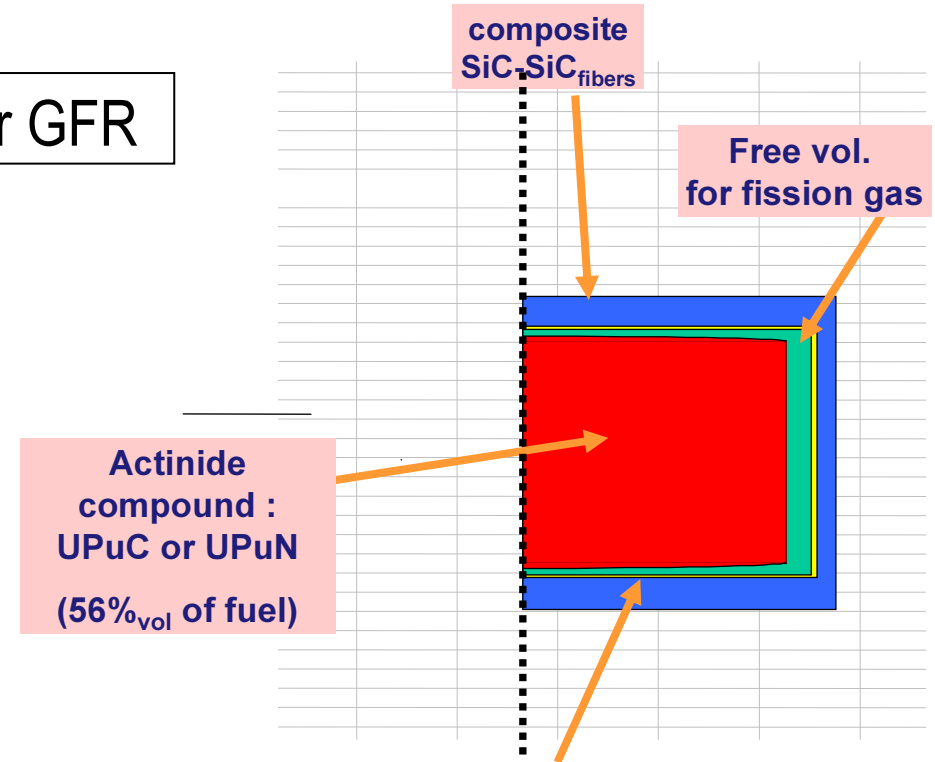 composite
SiC-SiCfibers
r GFR
Free vol.
for fission gas
Actinide
compound :
UPuC or UPuN
(56%vol of fuel)